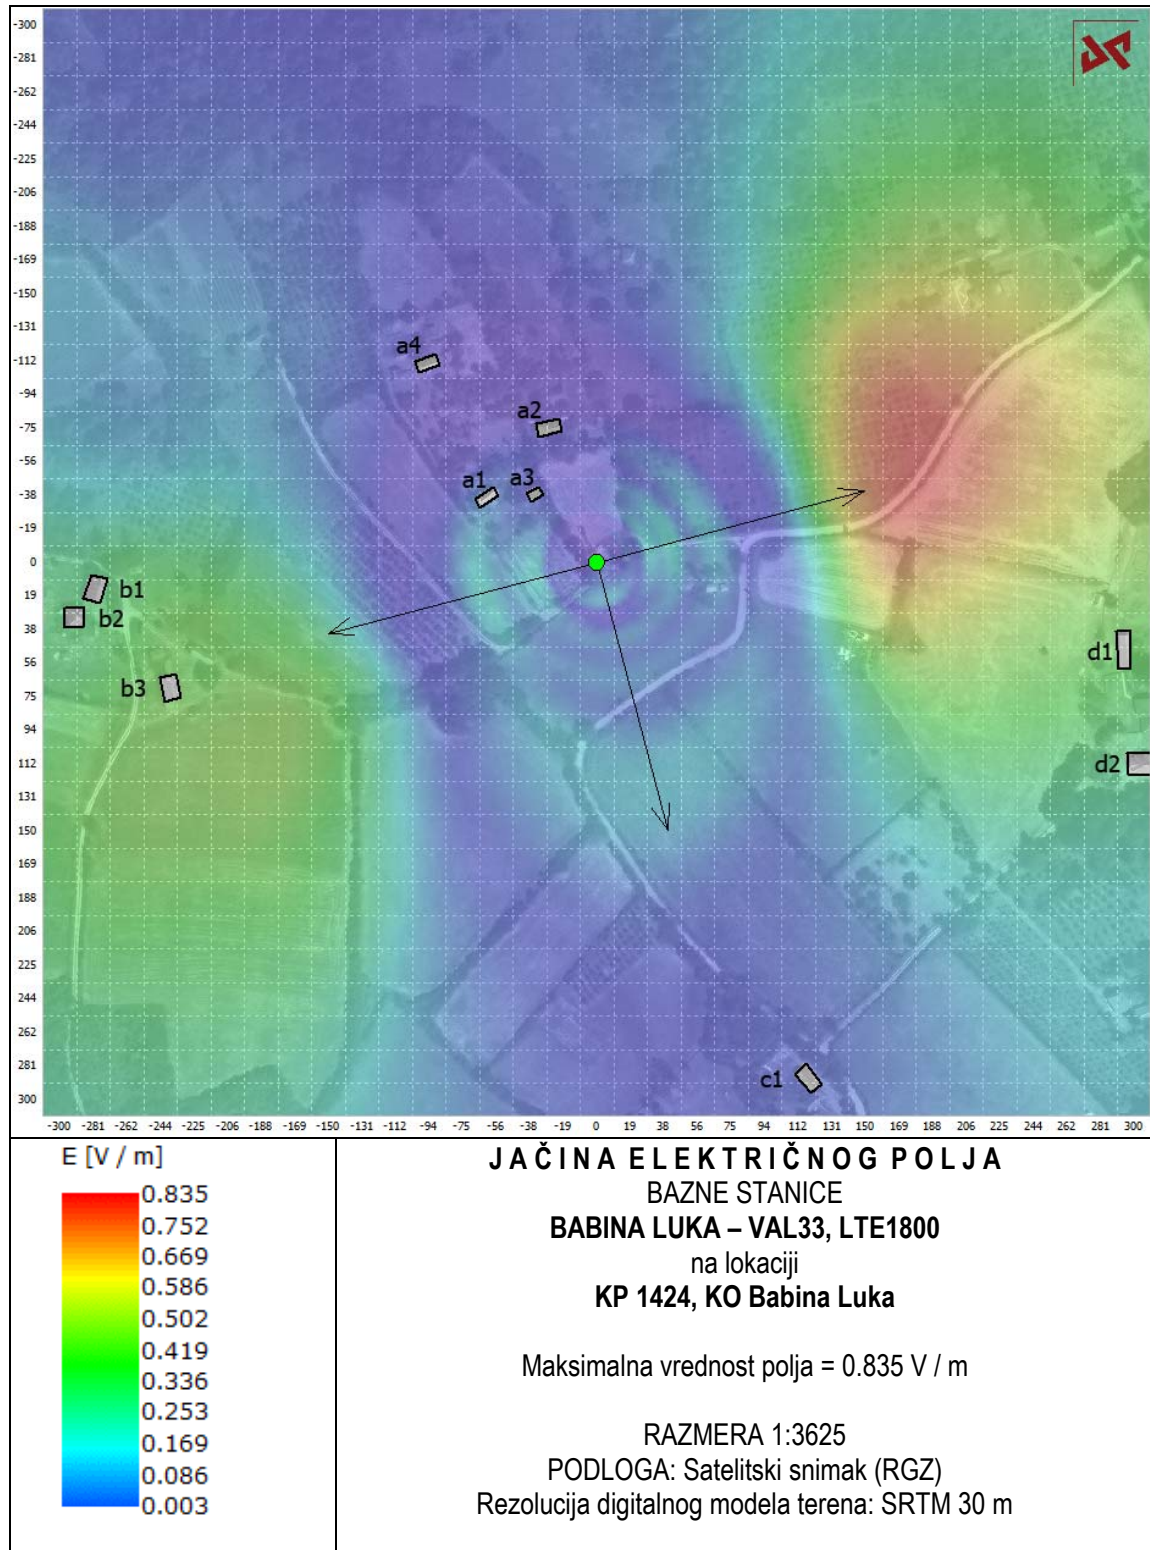 -300
-281
-262
-244
-225
-206
-188
-169
-150
-131
-112
-94
-75
-56
-38
-19
0
19
38
56
75
94
112
131
150
169
188
206
225
244
262
281
300
a4
a2
a1 a3
b1
b2
b3
d1
d2
c1
-300 -281 -262 -244 -225 -206 -188 -169 -150 -131 -112 -94 -75 -56 -38 -19 0 19 38 56 75 94 112 131 150 169 188 206 225 244 262 281 300
E [V / m]
0.835
0.752
0.669
0.586
0.502
0.419
0.336
0.253
0.169
0.086
0.003
JAČINA ELEKTRIČNOG POLJA
BAZNE STANICE
BABINA LUKA – VAL33, LTE1800
na lokaciji
KP 1424, KO Babina Luka
Maksimalna vrednost polja = 0.835 V / m
RAZMERA 1:3625
PODLOGA: Satelitski snimak (RGZ)
Rezolucija digitalnog modela terena: SRTM 30 m